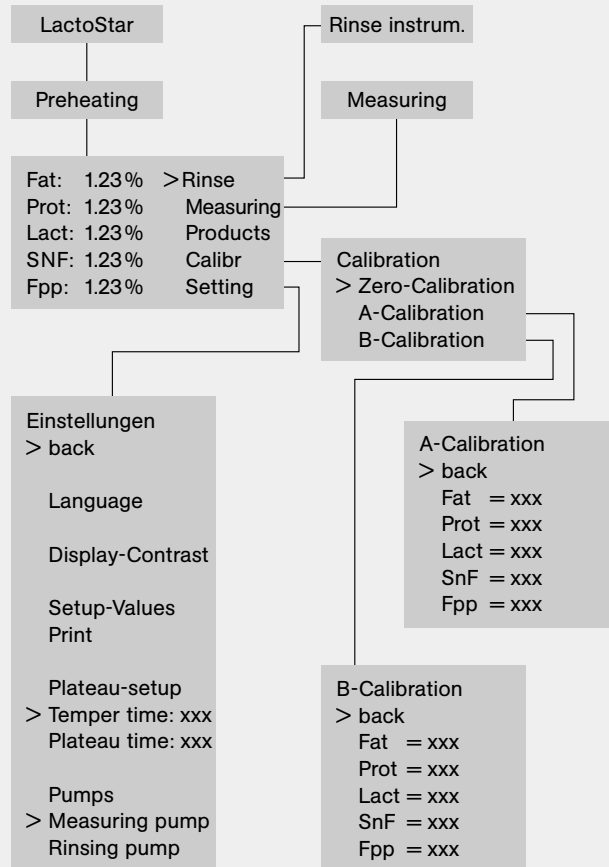 LactoStar
Rinse instrum.
Preheating
Measuring
Fat: 1.23% >Rinse
Prot: 1.23% Measuring
Lact: 1.23% Products
SNF: 1.23% Calibr
Fpp: 1.23% Setting
Calibration
> Zero-Calibration
A-Calibration
B-Calibration
Einstellungen
> back
Language
Display-Contrast
Setup-Values
Print
Plateau-setup
> Temper time: xxx
Plateau time: xxx
Pumps
> Measuring pump
Rinsing pump
A-Calibration
> back
Fat = xxx
Prot = xxx
Lact = xxx
SnF = xxx
Fpp = xxx
B-Calibration
> back
Fat = xxx
Prot = xxx
Lact = xxx
SnF = xxx
Fpp = xxx